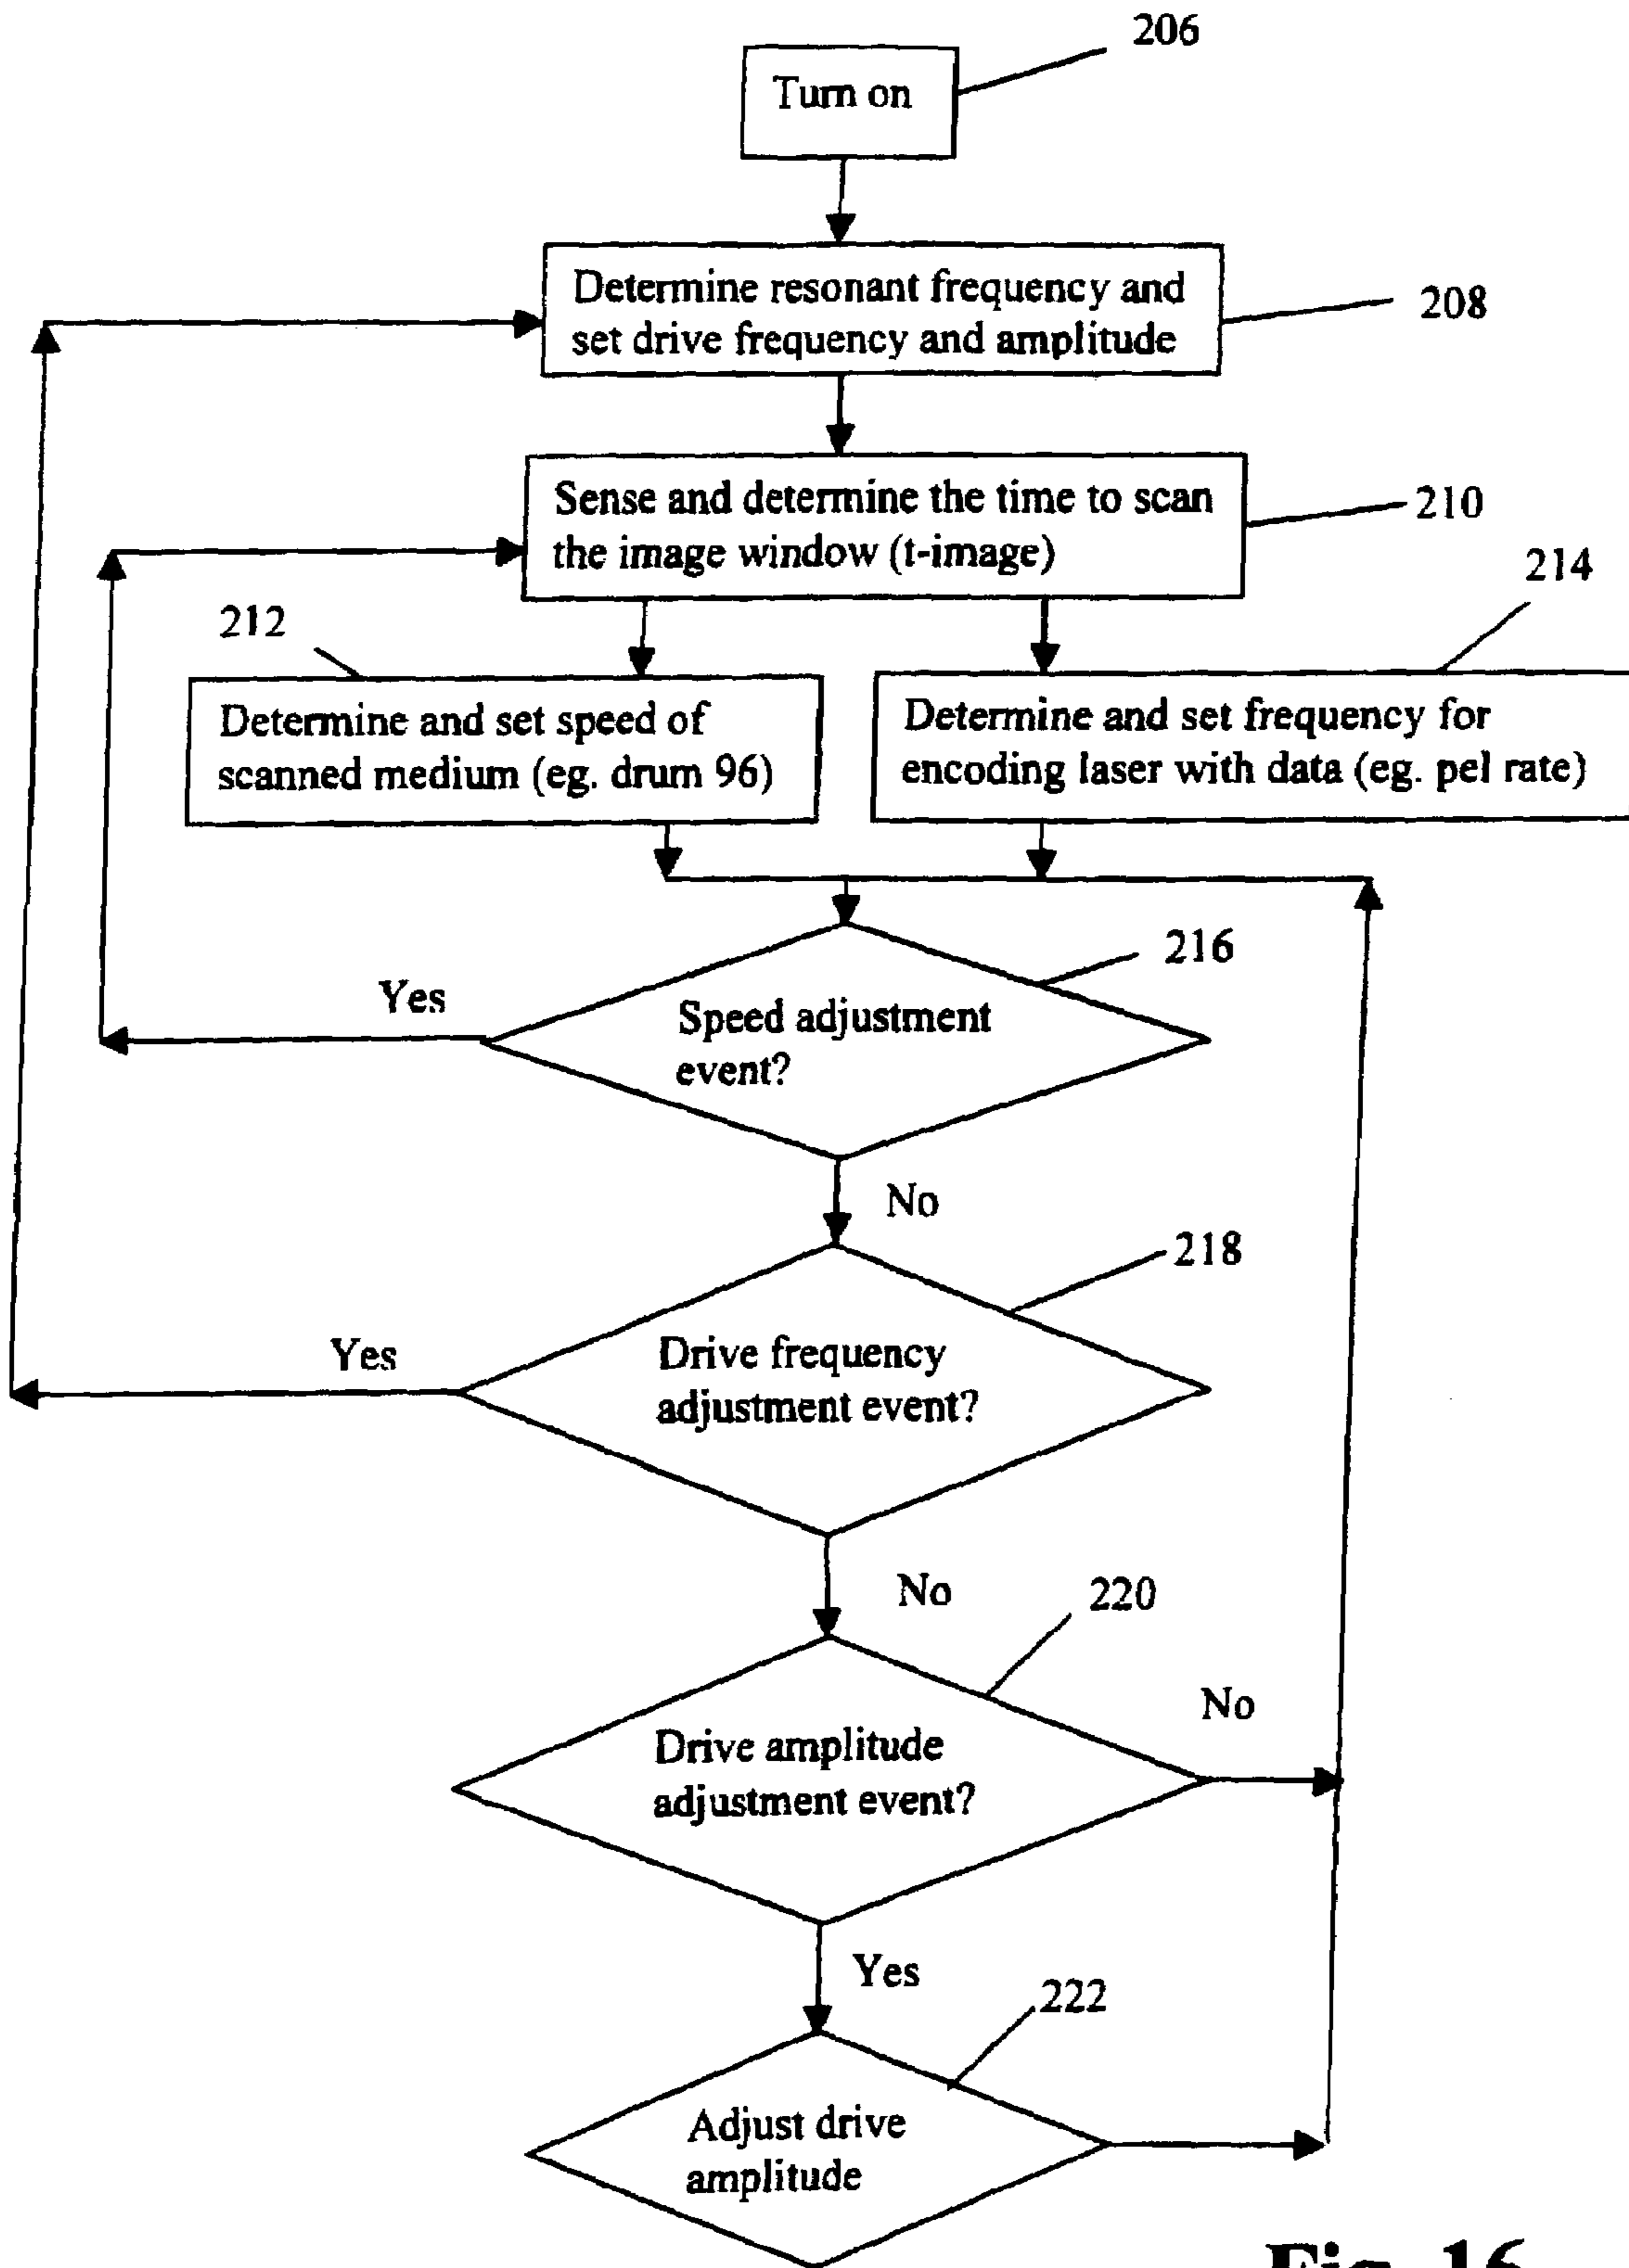 206
Turn on
Determine resonant frequency and
set drive frequency and amplitude
208
Sense and determine the time to scan
the image window (t-image)
210
214
212
Determine and set speed of
scanned medium (eg. drum 96)
Determine and set frequency for
encoding laser with data (eg. pel rate)
216
Yes
Speed adjustment
event?
No
218
Yes
Drive frequency
adjustment event?
No
220
No
Drive amplitude
adjustment event?
Yes
222
Adjust drive
amplitude
Fig. 16